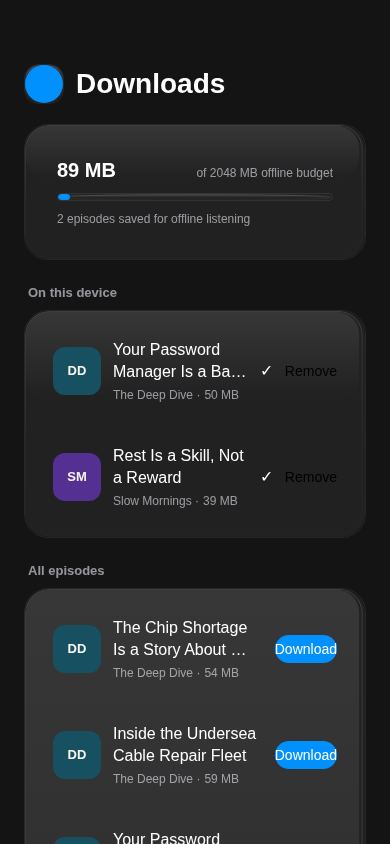 Downloads
89 MB
of 2048 MB offline budget
2 episodes saved for offline listening
On this device
DD
Your Password
Manager Is a Ba…
The Deep Dive · 50 MB
✓ Remove
SM
Rest Is a Skill, Not
a Reward
Slow Mornings · 39 MB
✓ Remove
All episodes
DD
The Chip Shortage
Is a Story About …
The Deep Dive · 54 MB
Download
DD
Inside the Undersea
Cable Repair Fleet
The Deep Dive · 59 MB
Download
Your Password